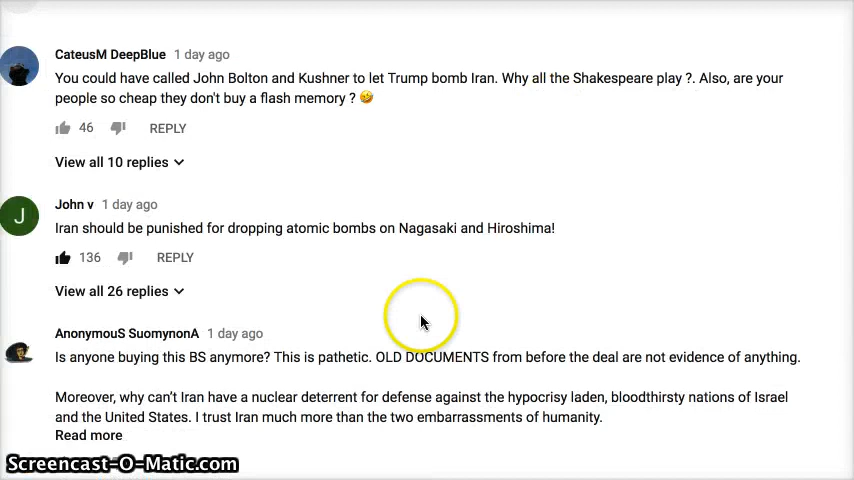 CateusM DeepBlue 1 day ago
You could have called John Bolton and Kushner to let Trump bomb Iran. Why all the Shakespeare play ?. Also, are your
people so cheap they don't buy a flash memory ? 🤣
46 REPLY
View all 10 replies
J
John v 1 day ago
Iran should be punished for dropping atomic bombs on Nagasaki and Hiroshima!
136 REPLY
View all 26 replies
AnonymouS SuomynonA 1 day ago
Is anyone buying this BS anymore? This is pathetic. OLD DOCUMENTS from before the deal are not evidence of anything.
Moreover, why can't Iran have a nuclear deterrent for defense against the hypocrisy laden, bloodthirsty nations of Israel
and the United States. I trust Iran much more than the two embarrassments of humanity.
Read more
Screencast-O-Matic.com